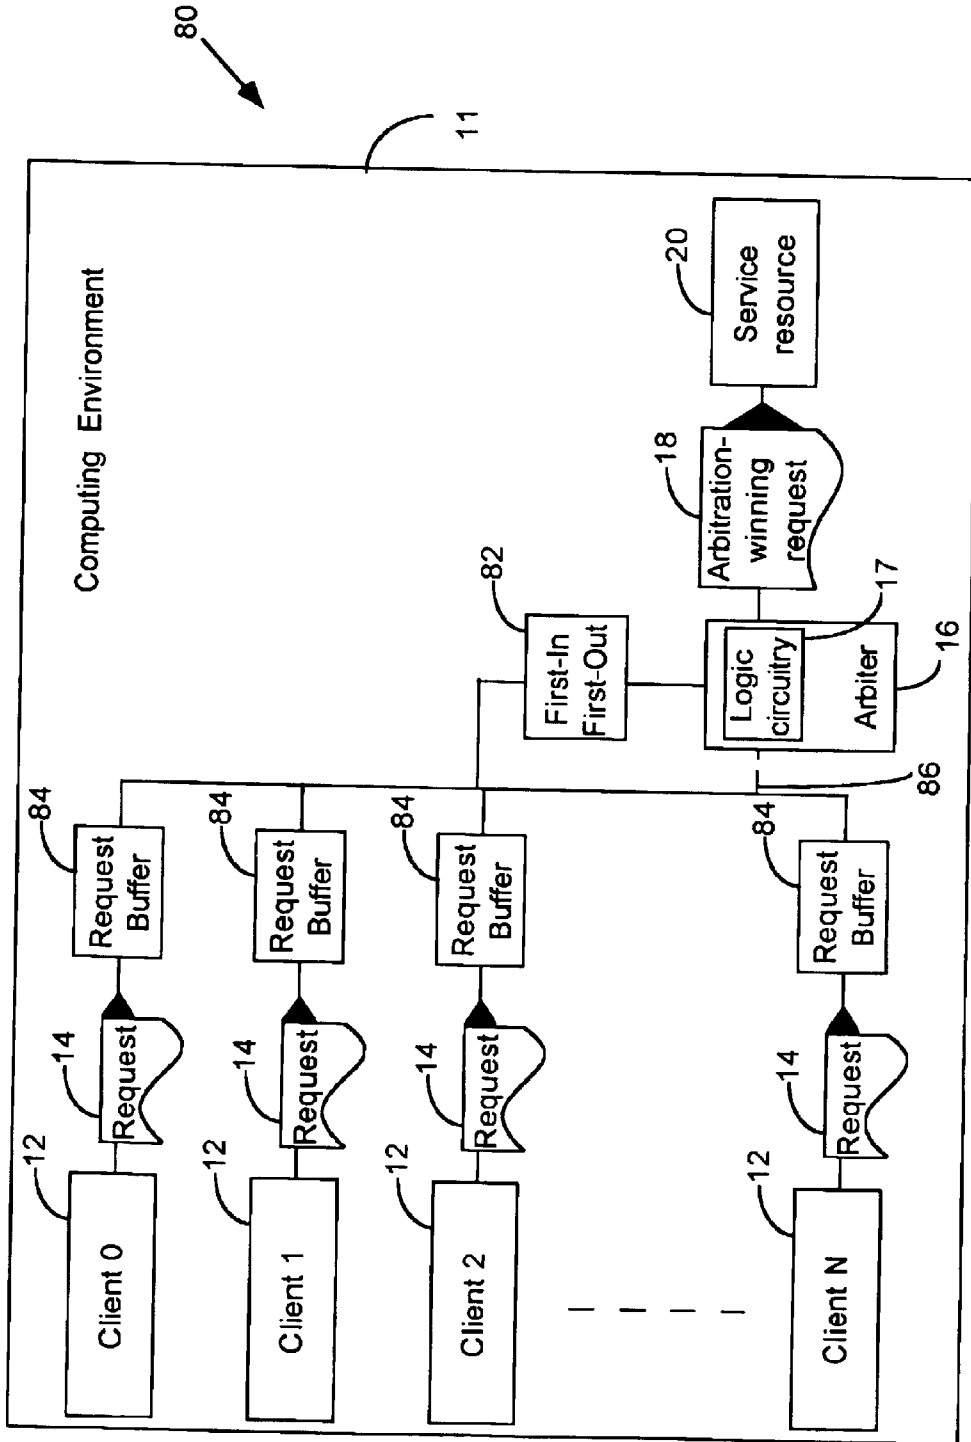 80
11
Computing Environment
Client 0
12
Request
14
Request
Buffer
84
Client 1
12
Request
14
Request
Buffer
84
Client 2
12
Request
14
Request
Buffer
84
Client N
12
Request
14
Request
Buffer
84
First-In
First-Out
82
86
Logic
circuitry
17
Arbiter
16
Arbitration-
winning
request
18
Service
resource
20